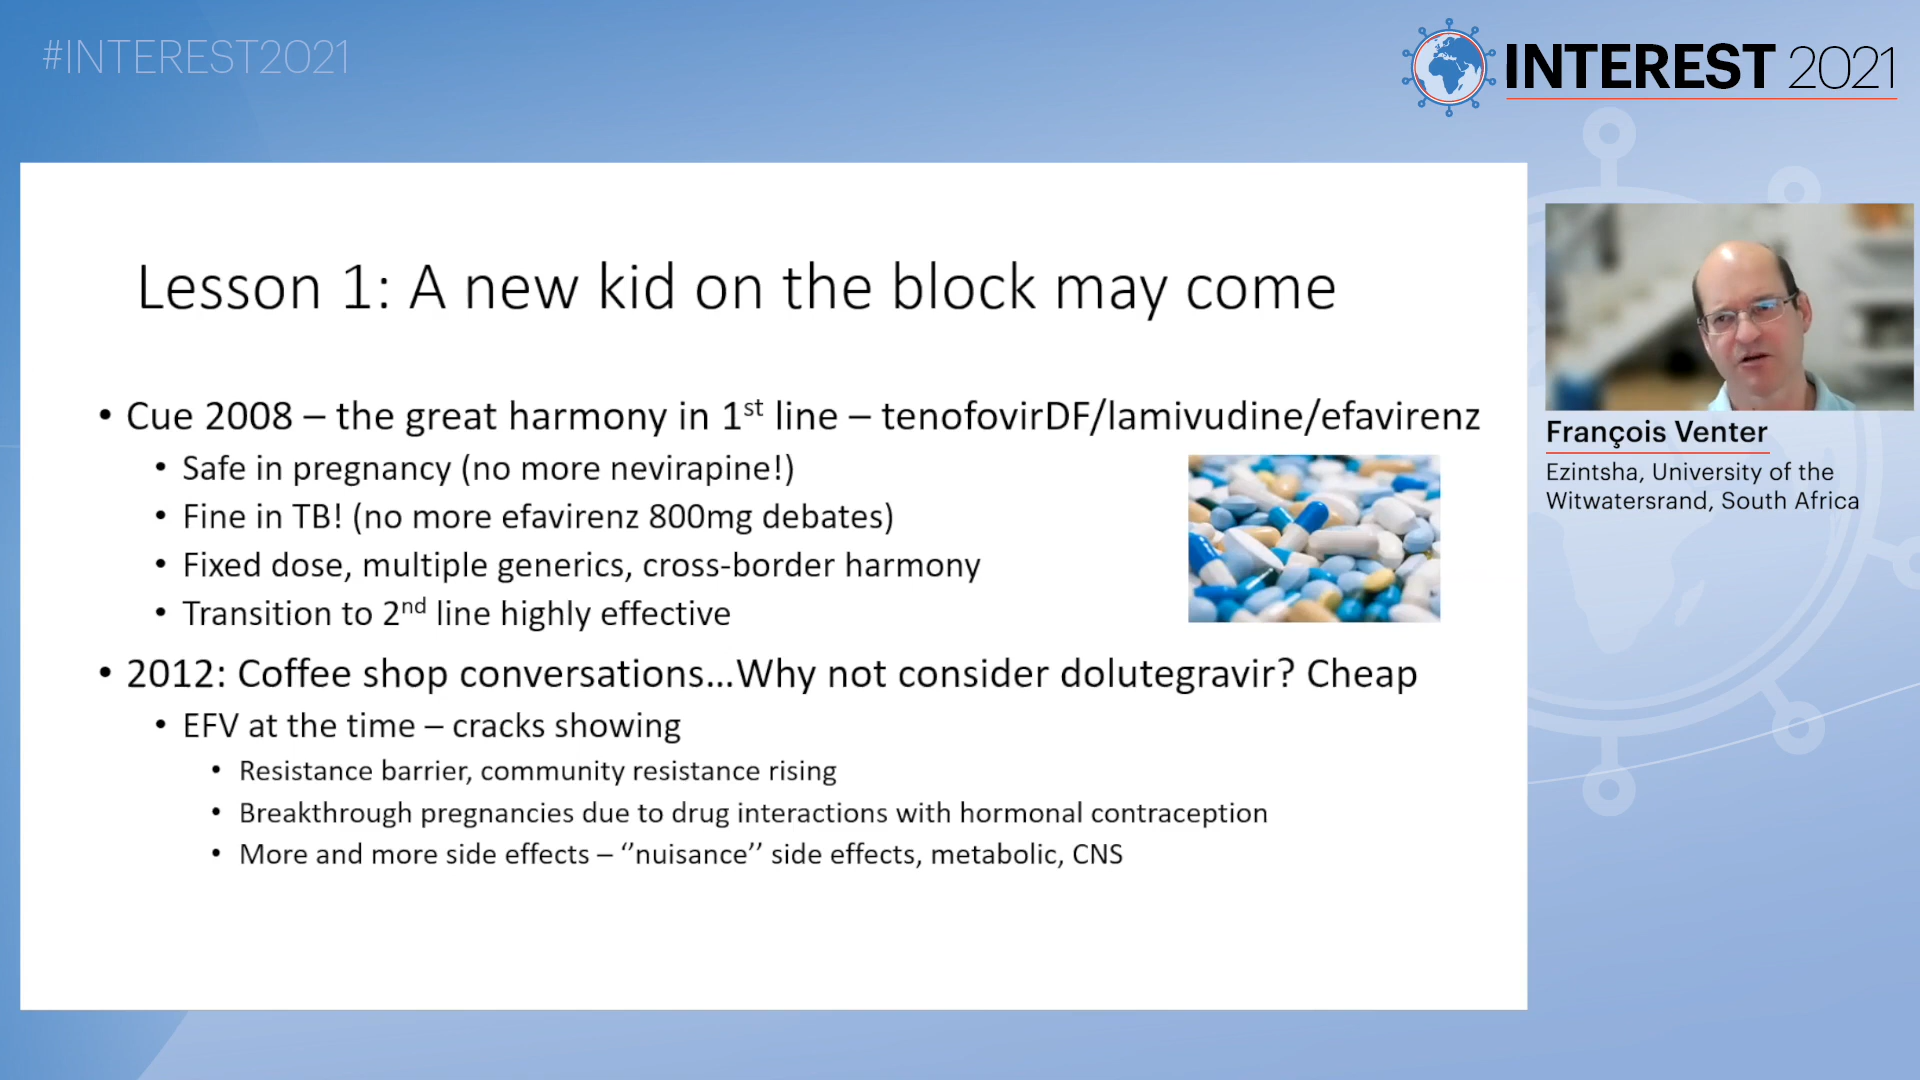 #INTEREST2021
INTEREST 2021
Lesson 1: A new kid on the block may come
• Cue 2008 – the great harmony in 1st line – tenofovirDF/lamivudine/efavirenz
• Safe in pregnancy (no more nevirapine!)
• Fine in TB! (no more efavirenz 800mg debates)
• Fixed dose, multiple generics, cross-border harmony
• Transition to 2nd line highly effective
• 2012: Coffee shop conversations...Why not consider dolutegravir? Cheap
• EFV at the time – cracks showing
• Resistance barrier, community resistance rising
• Breakthrough pregnancies due to drug interactions with hormonal contraception
• More and more side effects – ‘’nuisance’’ side effects, metabolic, CNS
François Venter
Ezintsha, University of the
Witwatersrand, South Africa